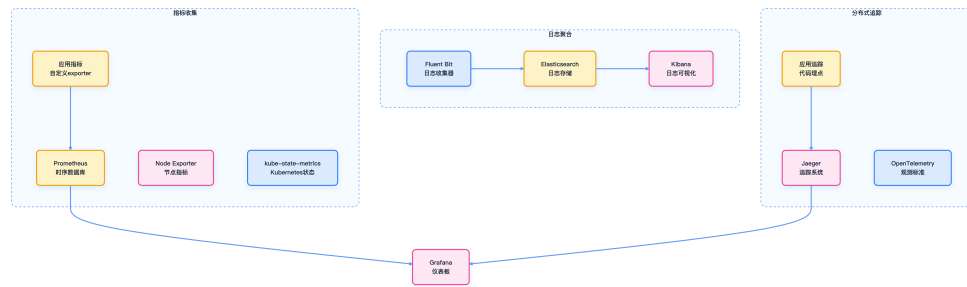 指标收集
应用指标
自定义exporter
Prometheus
时序数据库
Node Exporter
节点指标
kube-state-metrics
Kubernetes状态
日志聚合
Fluent Bit
日志收集器
Elasticsearch
日志存储
Kibana
日志可视化
分布式追踪
应用追踪
代码埋点
Jaeger
追踪系统
OpenTelemetry
观测标准
Grafana
仪表板